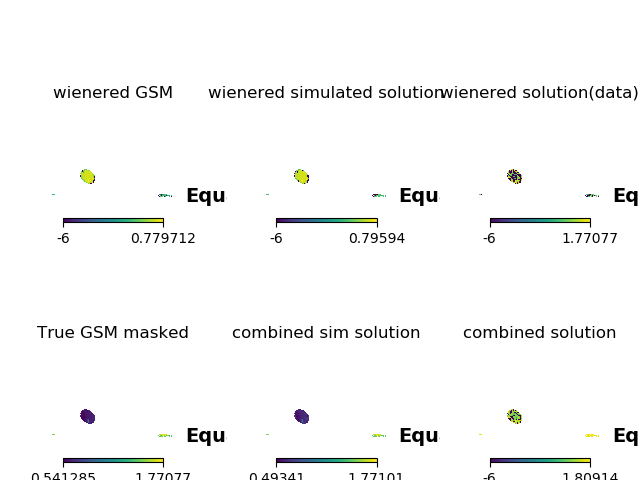 wienered GSM wienered simulated solution wienered solution(data)
Equ Equ Eq
-6 0.779712 -6 0.79594 -6 1.77077
True GSM masked combined sim solution combined solution
Equ Equ Eq
0.541285 1.77077 0.49341 1.77101 -6 1.80914